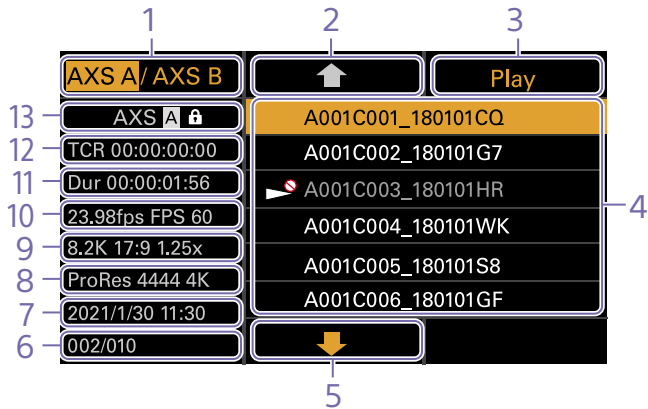 1 2 3
AXS A / AXS B
Play
13 AXS A
A001C001_180101CQ
12 TCR 00:00:00:00
A001C002_180101G7
11 Dur 00:00:01:56
A001C003_180101HR
4
10 23.98fps FPS 60
A001C004_180101WK
9 8.2K 17:9 1.25x
A001C005_180101S8
8 ProRes 4444 4K
A001C006_180101GF
7 2021/1/30 11:30
6 002/010
5